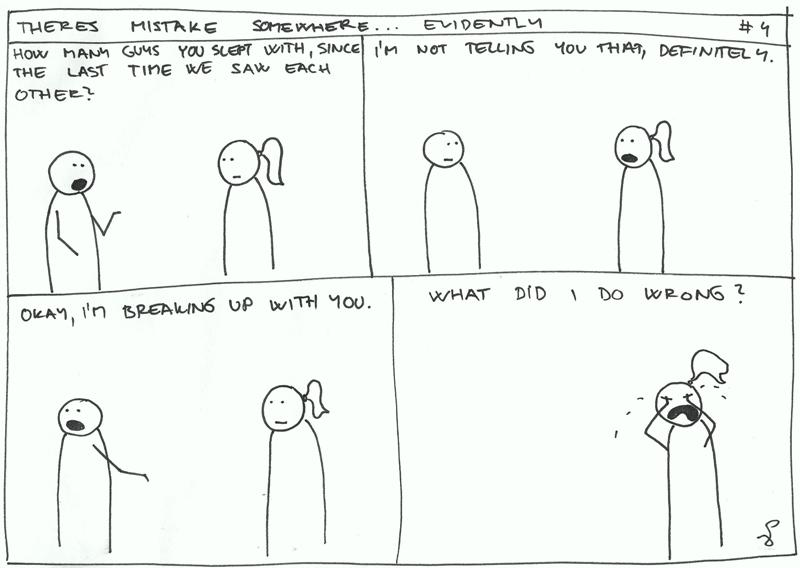 THERES MISTAKE SOMEWHERE... EVIDENTLY #4
HOW MANY GUYS YOU SLEPT WITH, SINCE
THE LAST TIME WE SAW EACH
OTHER?
I'M NOT TELLING YOU THAT, DEFINITELY.
OKAY, I'M BREAKING UP WITH YOU.
WHAT DID I DO WRONG?